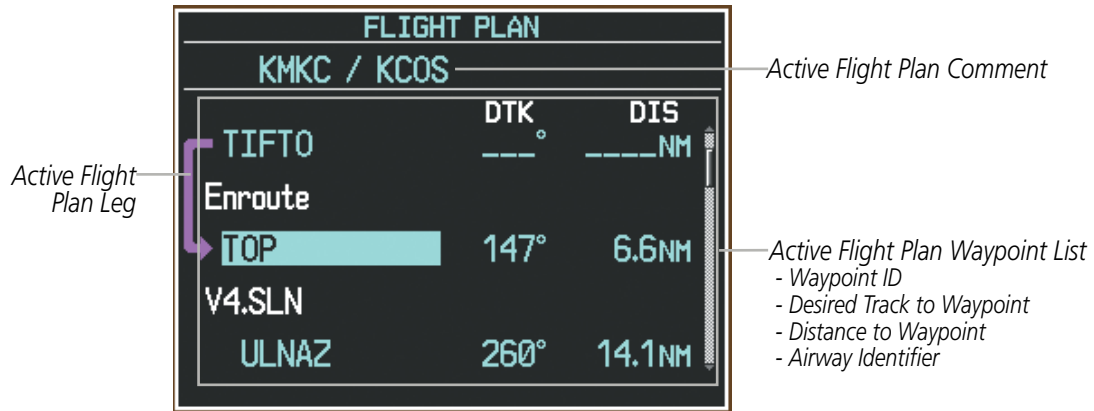 FLIGHT PLAN
KMKC / KCOS
Active Flight Plan Comment
DTK DIS
TIFTO ___° ____NM
Active Flight
Plan Leg
Enroute
TOP 147° 6.6NM
Active Flight Plan Waypoint List
- Waypoint ID
- Desired Track to Waypoint
- Distance to Waypoint
- Airway Identifier
V4.SLN
ULNAZ 260° 14.1NM